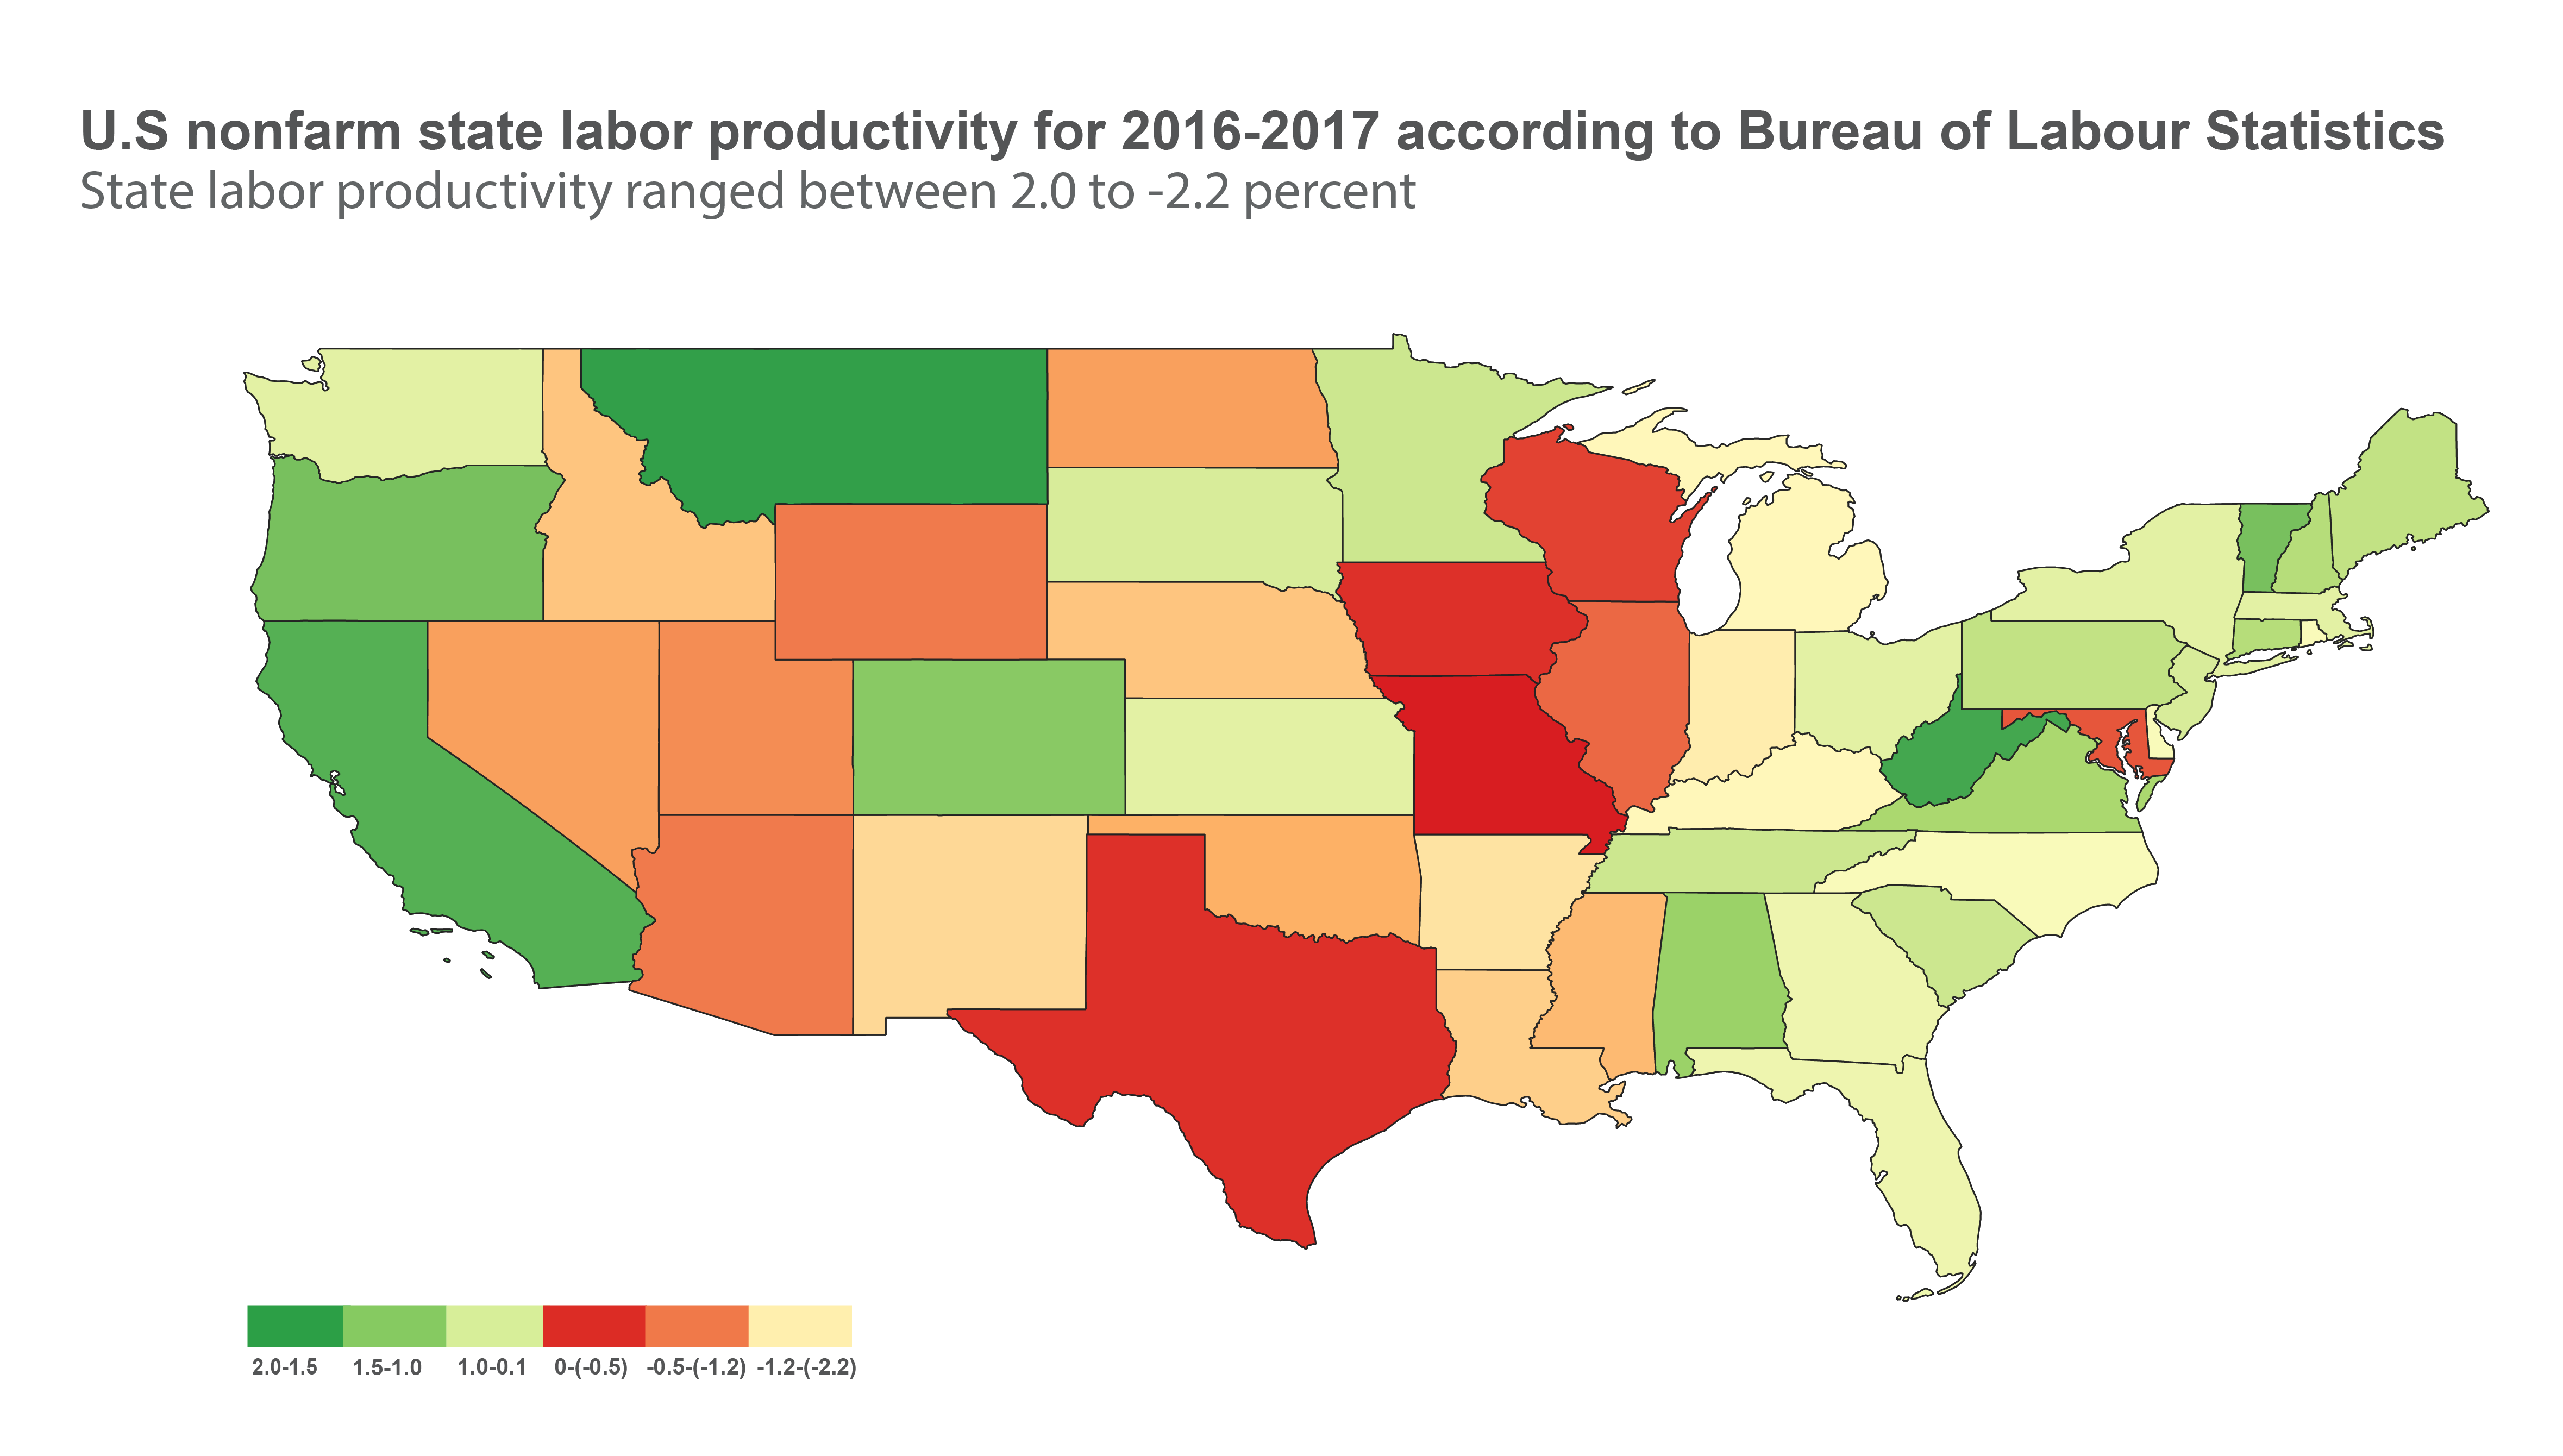 U.S nonfarm state labor productivity for 2016-2017 according to Bureau of Labour Statistics
State labor productivity ranged between 2.0 to -2.2 percent
2.0-1.5 1.5-1.0 1.0-0.1 0-(-0.5) -0.5-(-1.2) -1.2-(-2.2)